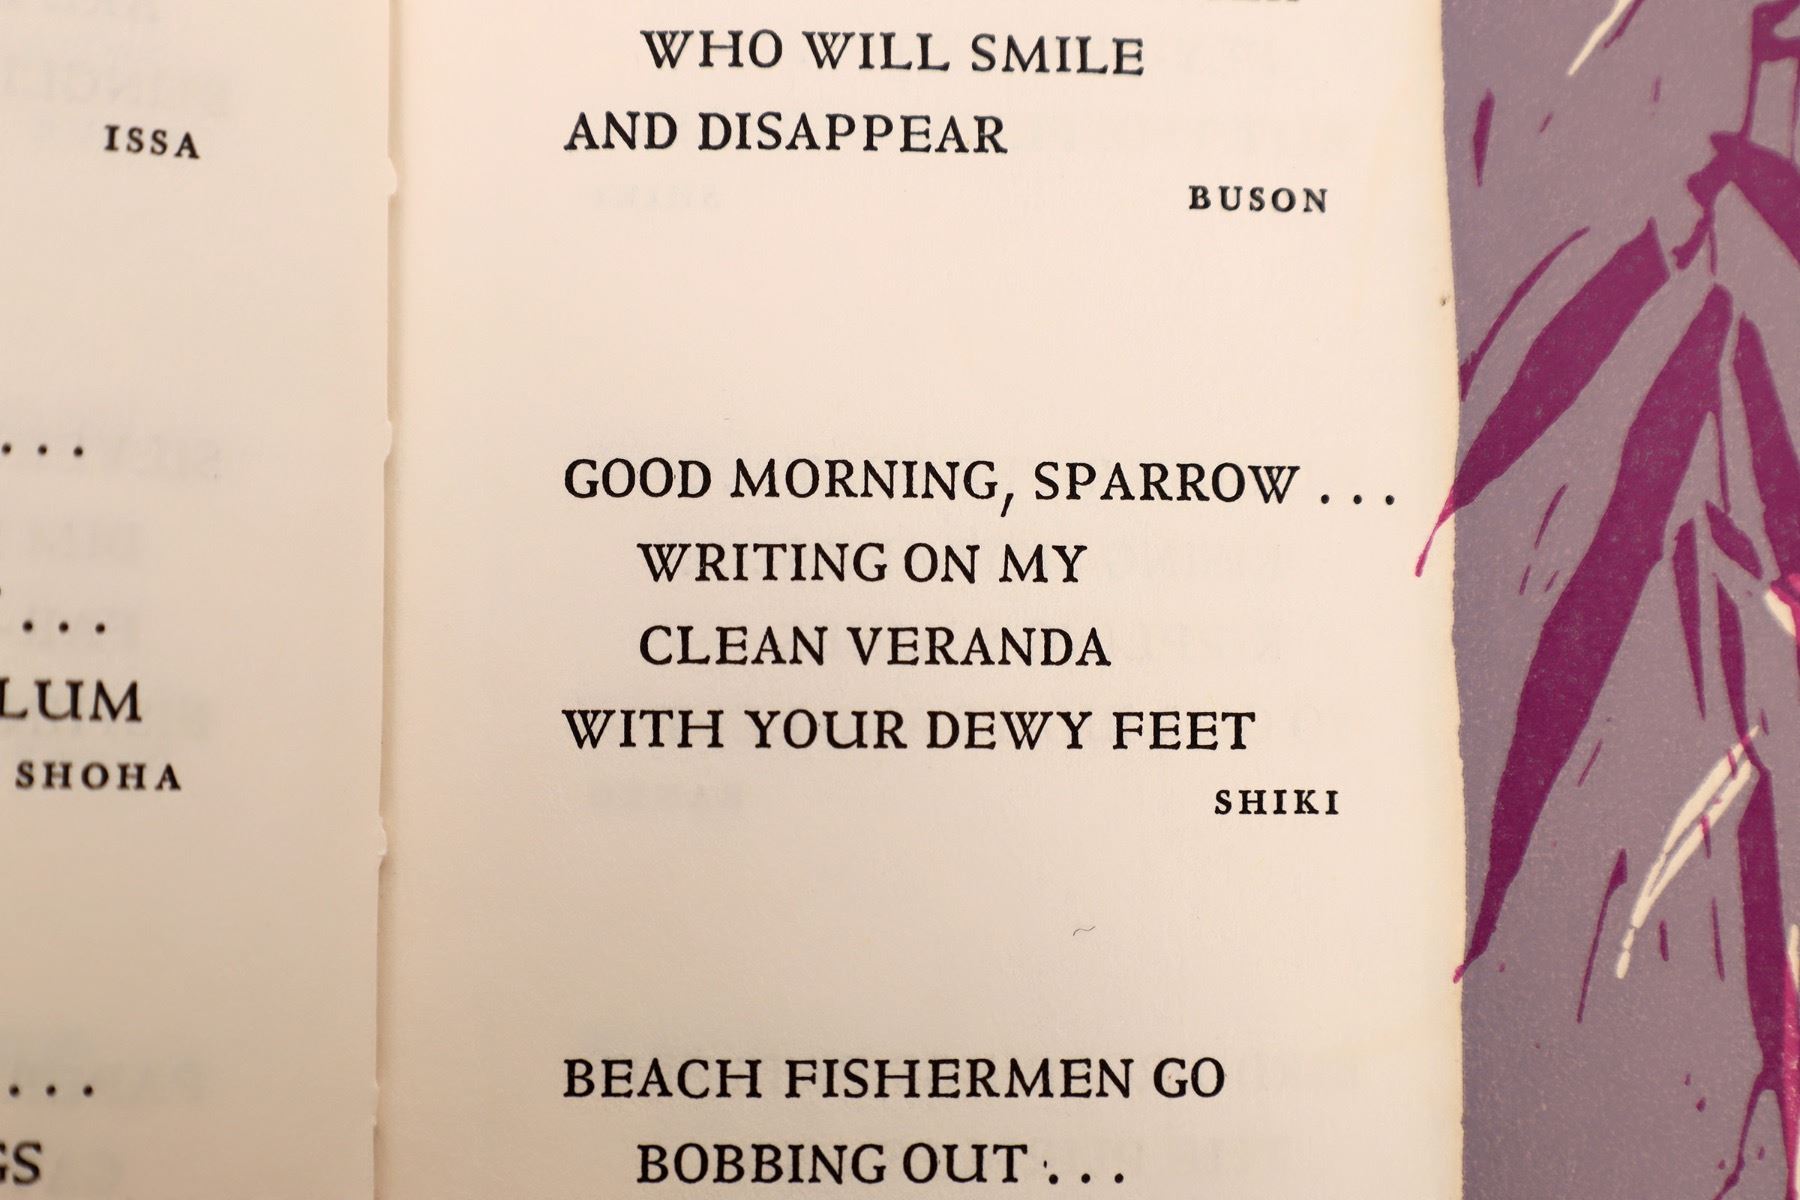 ISSA
. . .
. . .
LUM
SHOHA
. . .
GS
WHO WILL SMILE
AND DISAPPEAR
BUSON
GOOD MORNING, SPARROW . . .
WRITING ON MY
CLEAN VERANDA
WITH YOUR DEWY FEET
SHIKI
BEACH FISHERMEN GO
BOBBING OUT . . . .